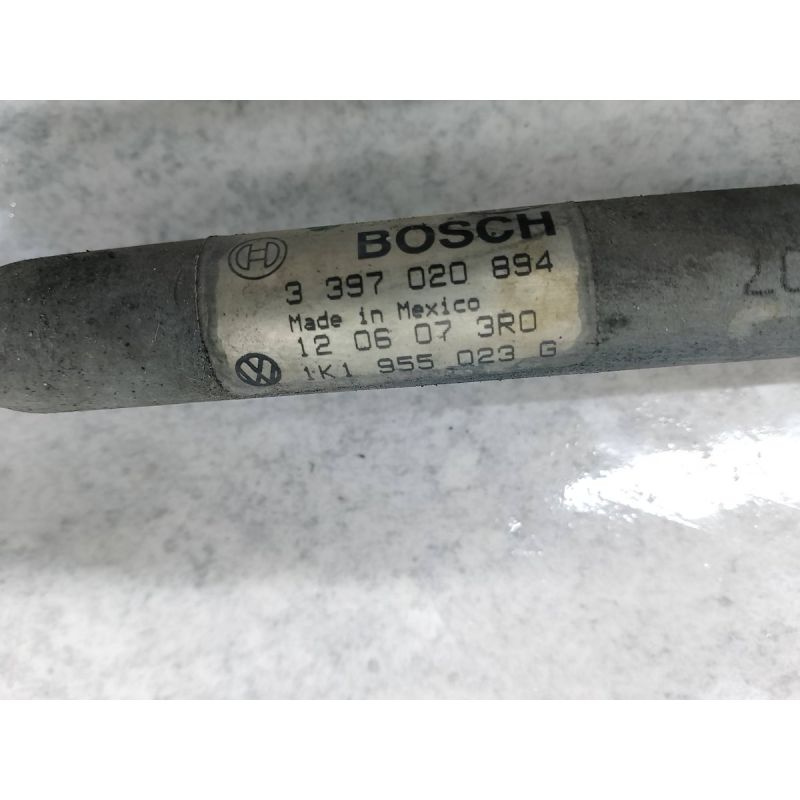 BOSCH
3 397 020 894
Made in Mexico
12 06 07 3R0
1K1 955 023 G